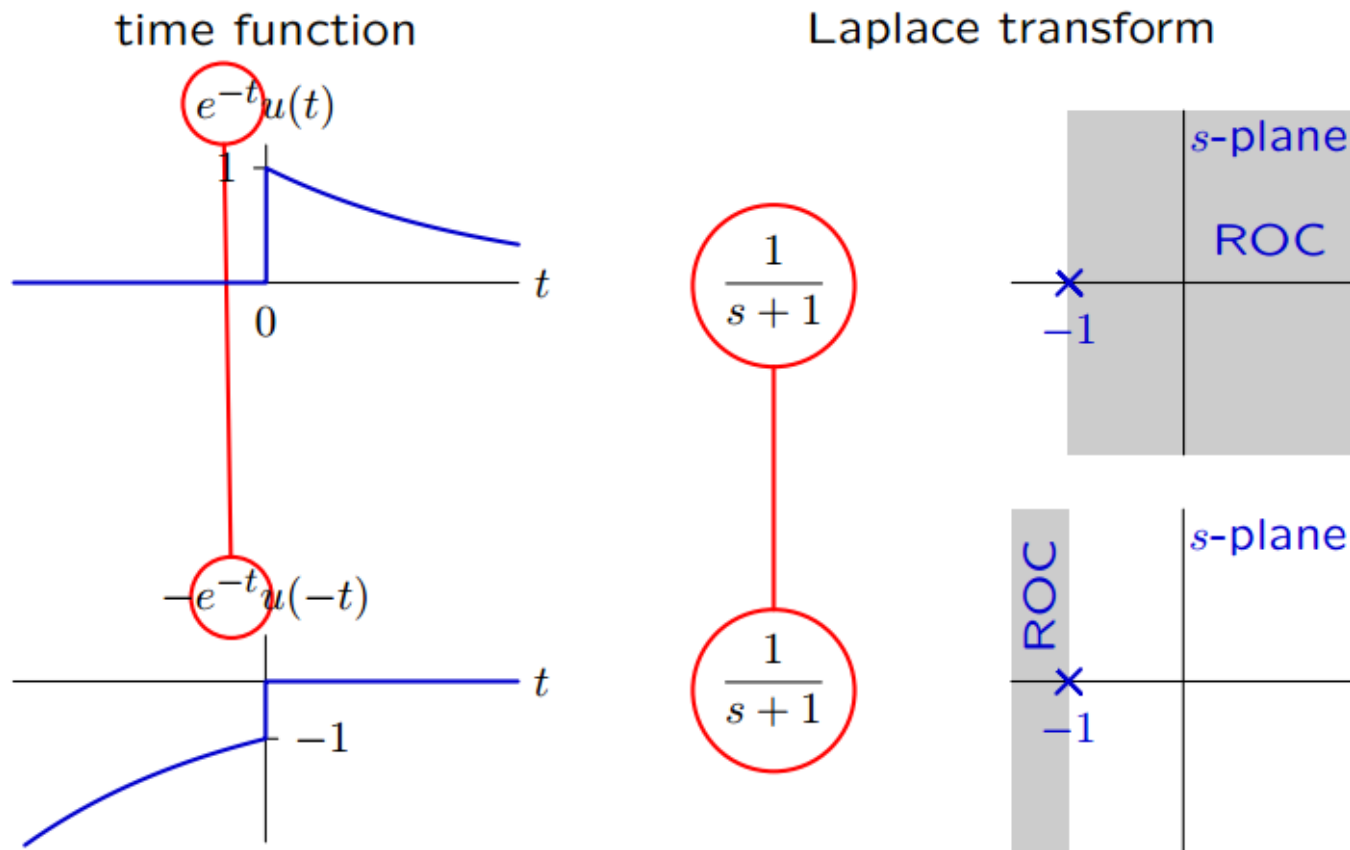 time function
Laplace transform
e^{-t}u(t)
1
t
0
1
s + 1
s-plane
ROC
−1
−e^{-t}u(−t)
t
−1
1
s + 1
s-plane
ROC
−1